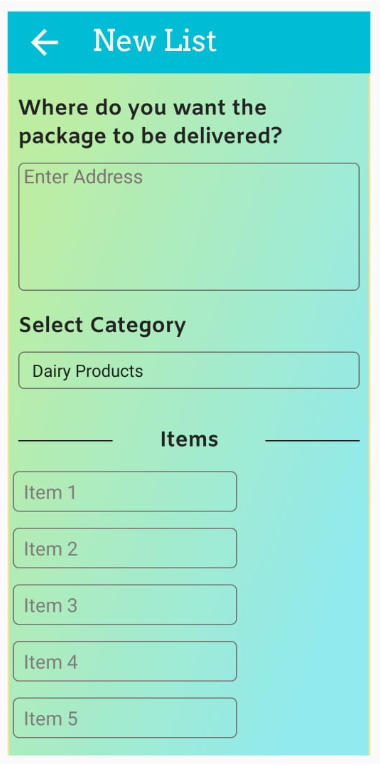 New List
Where do you want the
package to be delivered?
Enter Address
Select Category
Dairy Products
Items
Item 1
Item 2
Item 3
Item 4
Item 5